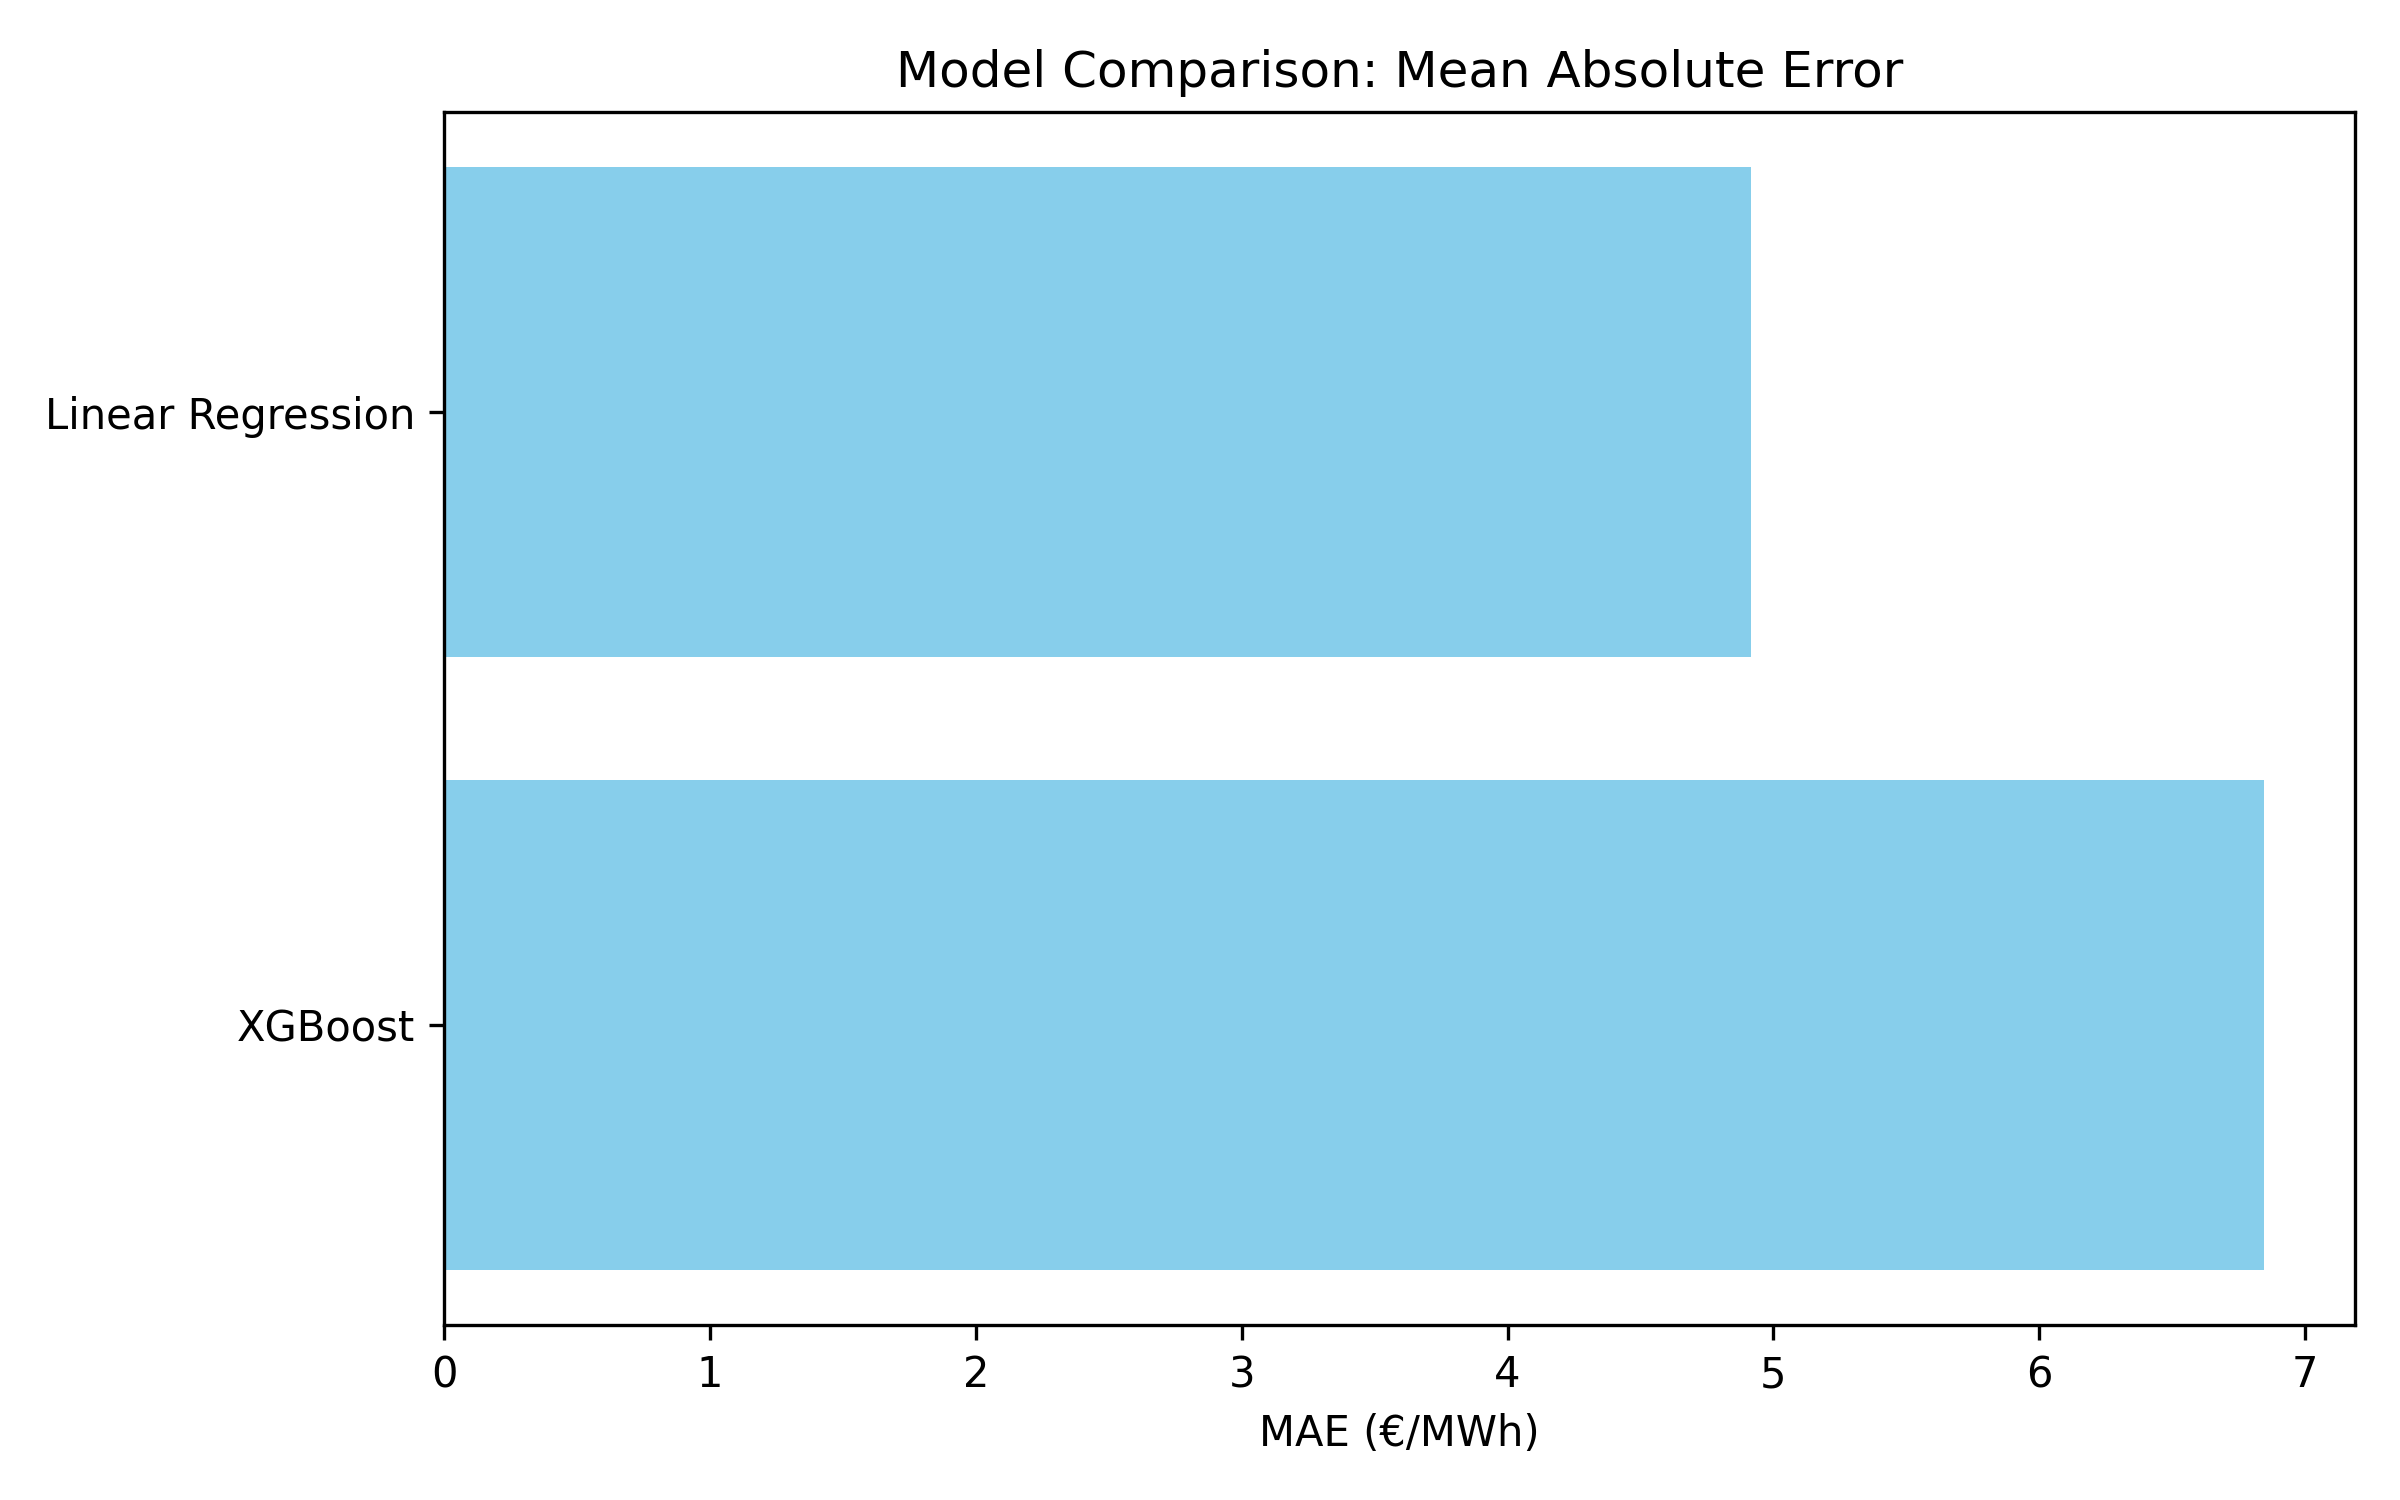 Model Comparison: Mean Absolute Error
Linear Regression
XGBoost
0 1 2 3 4 5 6 7
MAE (€/MWh)